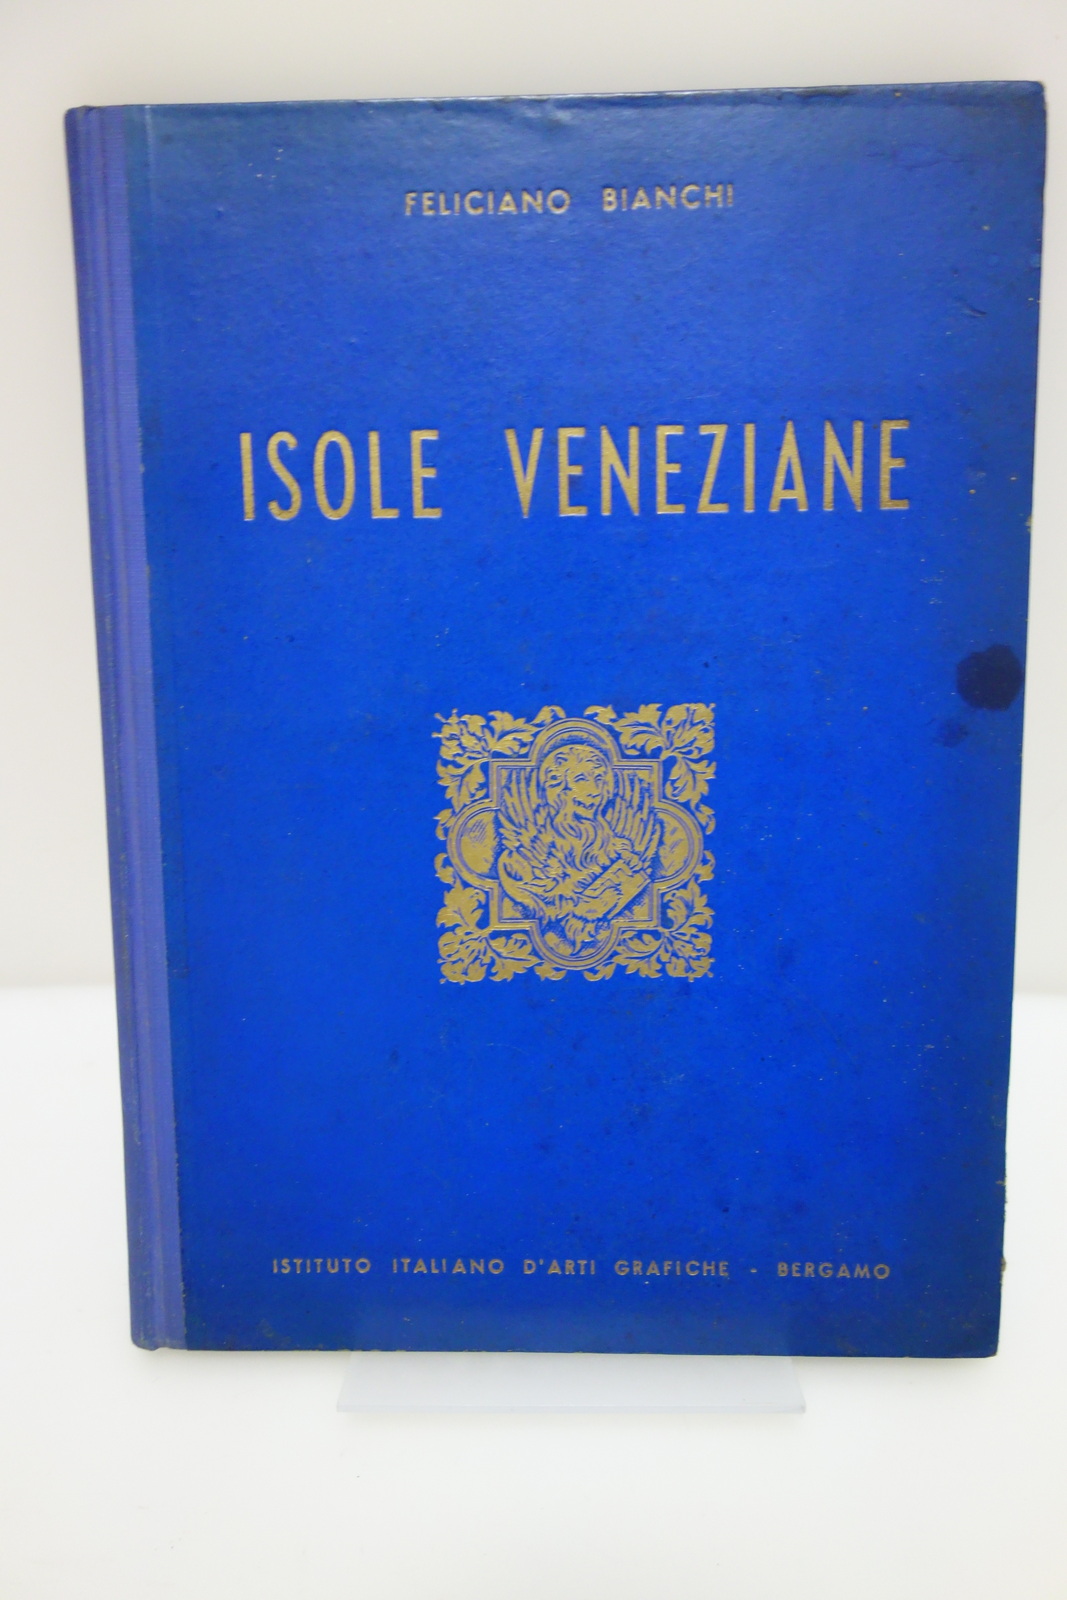 FELICIANO BIANCHI
ISOLE VENEZIANE
ISTITUTO ITALIANO D'ARTI GRAFICHE - BERGAMO